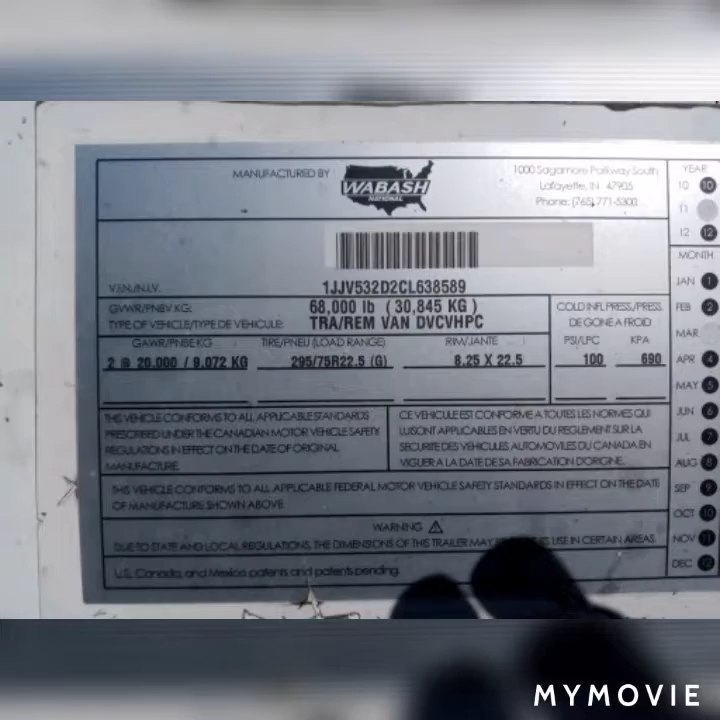 MANUFACTURED BY
WABASH
NATIONAL
1000 Sagamore Parkway South
Lafayette, IN 47905
Phone: (765) 771-5300
VAN/N.I.V.
1JJV532D2CL638589
GVWR/PNBV KG: 68,000 lb ( 30,845 KG )
TYPE OF VEHICLE/TYPE DE VEHICULE: TRA/REM VAN DVCVHPC
COLD INFL PRESS/PRESS.
DE GONE A FROID
GAWR/PNBE KG TIRE/PNEU (LOAD RANGE) RIM/JANTE PSI/LPC KPA
2 @ 20,000 / 9,072 KG 295/75R22.5 (G) 8.25 X 22.5 100 690
THIS VEHICLE CONFORMS TO ALL APPLICABLE STANDARDS
PRESCRIBED UNDER THE CANADIAN MOTOR VEHICLE SAFETY
REGULATIONS IN EFFECT ON THE DATE OF ORIGINAL
MANUFACTURE.
CE VEHICULE EST CONFORME A TOUTES LES NORMES QUI
LUI SONT APPLICABLES EN VERTU DU REGLEMENT SUR LA
SECURITE DES VEHICULES AUTOMOVILES DU CANADA EN
VIGUER A LA DATE DE SA FABRICATION D'ORIGINE.
THIS VEHICLE CONFORMS TO ALL APPLICABLE FEDERAL MOTOR VEHICLE SAFETY STANDARDS IN EFFECT ON THE DATE
OF MANUFACTURE SHOWN ABOVE
WARNING
DUE TO STATE AND LOCAL REGULATIONS, THE DIMENSIONS OF THIS TRAILER MAY USE IN CERTAIN AREAS
U.S. Canada, and Mexico patents and patents pending.
YEAR
10 10
11
12 12
MONTH
JAN 1
FEB 2
MAR
APR 4
MAY 5
JUN 6
JUL 7
AUG 8
SEP 9
OCT 10
NOV 11
DEC 12
MYMOVIE